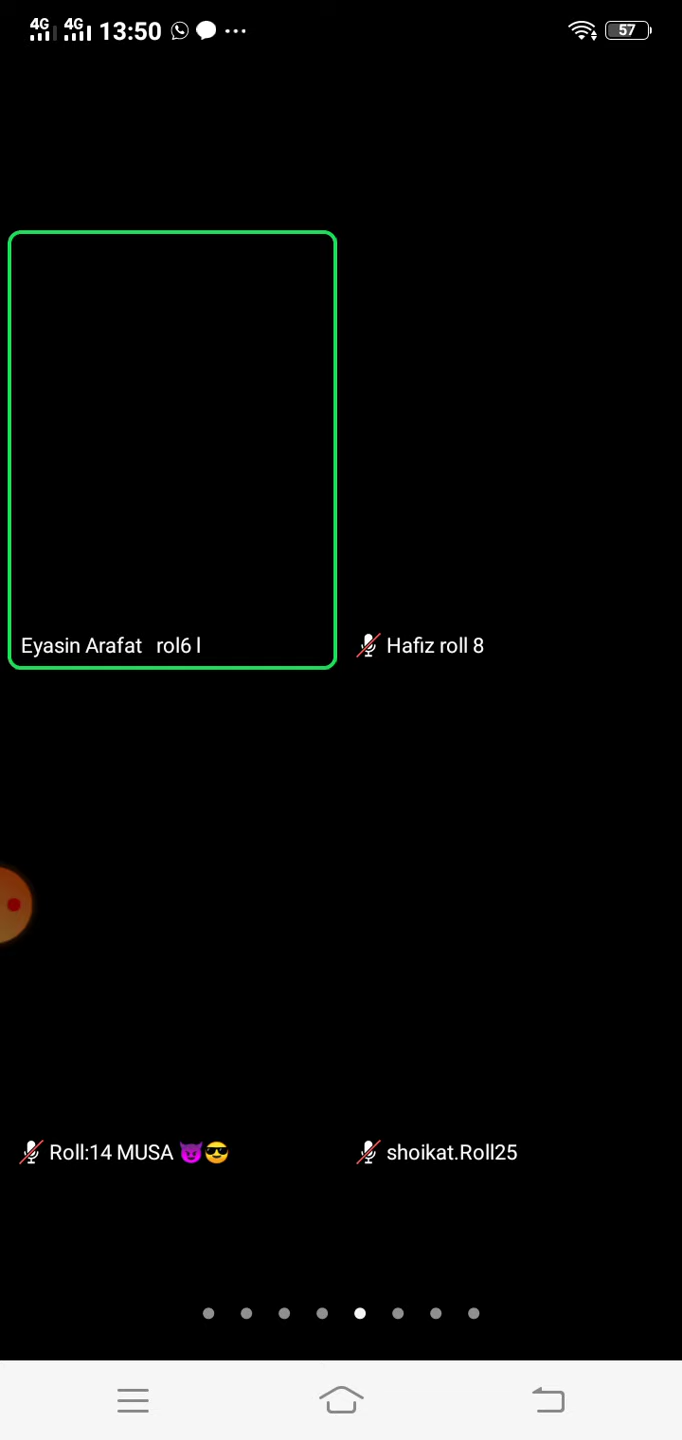 4G 4G 13:50 ... 57
Eyasin Arafat rol6 l
Hafiz roll 8
Roll:14 MUSA 😈😎
shoikat.Roll25